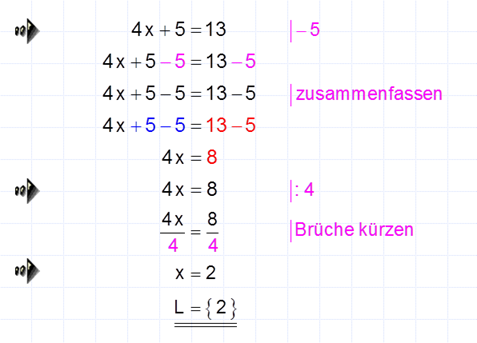 4x + 5 = 13 |− 5
4x + 5 − 5 = 13 − 5
4x + 5 − 5 = 13 − 5 |zusammenfassen
4x + 5 − 5 = 13 − 5
4x = 8
4x = 8 |: 4
4x/4 = 8/4 |Brüche kürzen
x = 2
L = {2}